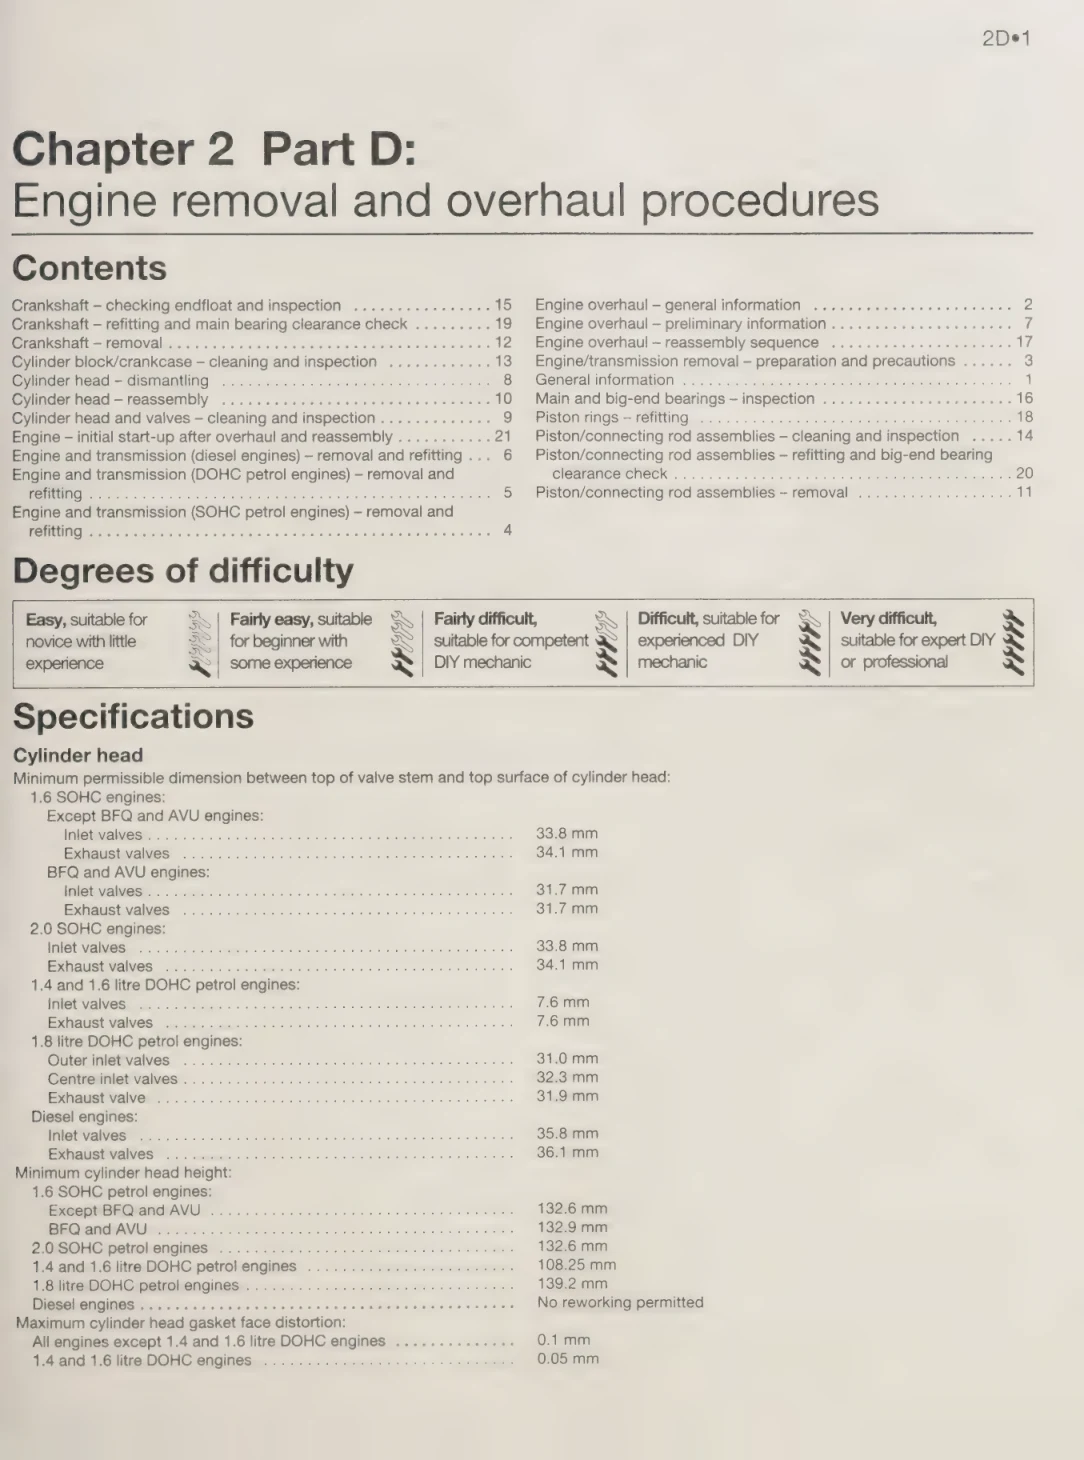 2D•1
Chapter 2 Part D:
Engine removal and overhaul procedures
Contents
Crankshaft – checking endfloat and inspection . . . . . . . . . . . . . . . . 15
Crankshaft – refitting and main bearing clearance check . . . . . . . . . 19
Crankshaft – removal . . . . . . . . . . . . . . . . . . . . . . . . . . . . . . . . . . . . . 12
Cylinder block/crankcase – cleaning and inspection . . . . . . . . . . . . 13
Cylinder head – dismantling . . . . . . . . . . . . . . . . . . . . . . . . . . . . . . . 8
Cylinder head – reassembly . . . . . . . . . . . . . . . . . . . . . . . . . . . . . . . 10
Cylinder head and valves – cleaning and inspection . . . . . . . . . . . . . 9
Engine – initial start-up after overhaul and reassembly . . . . . . . . . . . 21
Engine and transmission (diesel engines) – removal and refitting . . . 6
Engine and transmission (DOHC petrol engines) – removal and
refitting . . . . . . . . . . . . . . . . . . . . . . . . . . . . . . . . . . . . . . . . . . . . . . 5
Engine and transmission (SOHC petrol engines) – removal and
refitting . . . . . . . . . . . . . . . . . . . . . . . . . . . . . . . . . . . . . . . . . . . . . . 4
Engine overhaul – general information . . . . . . . . . . . . . . . . . . . . . . . 2
Engine overhaul – preliminary information . . . . . . . . . . . . . . . . . . . . . 7
Engine overhaul – reassembly sequence . . . . . . . . . . . . . . . . . . . . . 17
Engine/transmission removal – preparation and precautions . . . . . . 3
General information . . . . . . . . . . . . . . . . . . . . . . . . . . . . . . . . . . . . . . 1
Main and big-end bearings – inspection . . . . . . . . . . . . . . . . . . . . . . 16
Piston rings – refitting . . . . . . . . . . . . . . . . . . . . . . . . . . . . . . . . . . . . 18
Piston/connecting rod assemblies – cleaning and inspection . . . . . 14
Piston/connecting rod assemblies – refitting and big-end bearing
clearance check . . . . . . . . . . . . . . . . . . . . . . . . . . . . . . . . . . . . . . . 20
Piston/connecting rod assemblies – removal . . . . . . . . . . . . . . . . . . 11
Degrees of difficulty
Easy, suitable for
novice with little
experience
Fairly easy, suitable
for beginner with
some experience
Fairly difficult,
suitable for competent
DIY mechanic
Difficult, suitable for
experienced DIY
mechanic
Very difficult,
suitable for expert DIY
or professional
Specifications
Cylinder head
Minimum permissible dimension between top of valve stem and top surface of cylinder head:
1.6 SOHC engines:
Except BFQ and AVU engines:
Inlet valves . . . . . . . . . . . . . . . . . . . . . . . . . . . . . . . . . . . . . . . . . . 33.8 mm
Exhaust valves . . . . . . . . . . . . . . . . . . . . . . . . . . . . . . . . . . . . . . 34.1 mm
BFQ and AVU engines:
Inlet valves . . . . . . . . . . . . . . . . . . . . . . . . . . . . . . . . . . . . . . . . . . 31.7 mm
Exhaust valves . . . . . . . . . . . . . . . . . . . . . . . . . . . . . . . . . . . . . . 31.7 mm
2.0 SOHC engines:
Inlet valves . . . . . . . . . . . . . . . . . . . . . . . . . . . . . . . . . . . . . . . . . . . 33.8 mm
Exhaust valves . . . . . . . . . . . . . . . . . . . . . . . . . . . . . . . . . . . . . . . . 34.1 mm
1.4 and 1.6 litre DOHC petrol engines:
Inlet valves . . . . . . . . . . . . . . . . . . . . . . . . . . . . . . . . . . . . . . . . . . . 7.6 mm
Exhaust valves . . . . . . . . . . . . . . . . . . . . . . . . . . . . . . . . . . . . . . . . 7.6 mm
1.8 litre DOHC petrol engines:
Outer inlet valves . . . . . . . . . . . . . . . . . . . . . . . . . . . . . . . . . . . . . . 31.0 mm
Centre inlet valves . . . . . . . . . . . . . . . . . . . . . . . . . . . . . . . . . . . . . . 32.3 mm
Exhaust valve . . . . . . . . . . . . . . . . . . . . . . . . . . . . . . . . . . . . . . . . . 31.9 mm
Diesel engines:
Inlet valves . . . . . . . . . . . . . . . . . . . . . . . . . . . . . . . . . . . . . . . . . . . 35.8 mm
Exhaust valves . . . . . . . . . . . . . . . . . . . . . . . . . . . . . . . . . . . . . . . . 36.1 mm
Minimum cylinder head height:
1.6 SOHC petrol engines:
Except BFQ and AVU . . . . . . . . . . . . . . . . . . . . . . . . . . . . . . . . . . . 132.6 mm
BFQ and AVU . . . . . . . . . . . . . . . . . . . . . . . . . . . . . . . . . . . . . . . . . 132.9 mm
2.0 SOHC petrol engines . . . . . . . . . . . . . . . . . . . . . . . . . . . . . . . . . . 132.6 mm
1.4 and 1.6 litre DOHC petrol engines . . . . . . . . . . . . . . . . . . . . . . . . 108.25 mm
1.8 litre DOHC petrol engines . . . . . . . . . . . . . . . . . . . . . . . . . . . . . . . 139.2 mm
Diesel engines . . . . . . . . . . . . . . . . . . . . . . . . . . . . . . . . . . . . . . . . . . . No reworking permitted
Maximum cylinder head gasket face distortion:
All engines except 1.4 and 1.6 litre DOHC engines . . . . . . . . . . . . . . 0.1 mm
1.4 and 1.6 litre DOHC engines . . . . . . . . . . . . . . . . . . . . . . . . . . . . . 0.05 mm